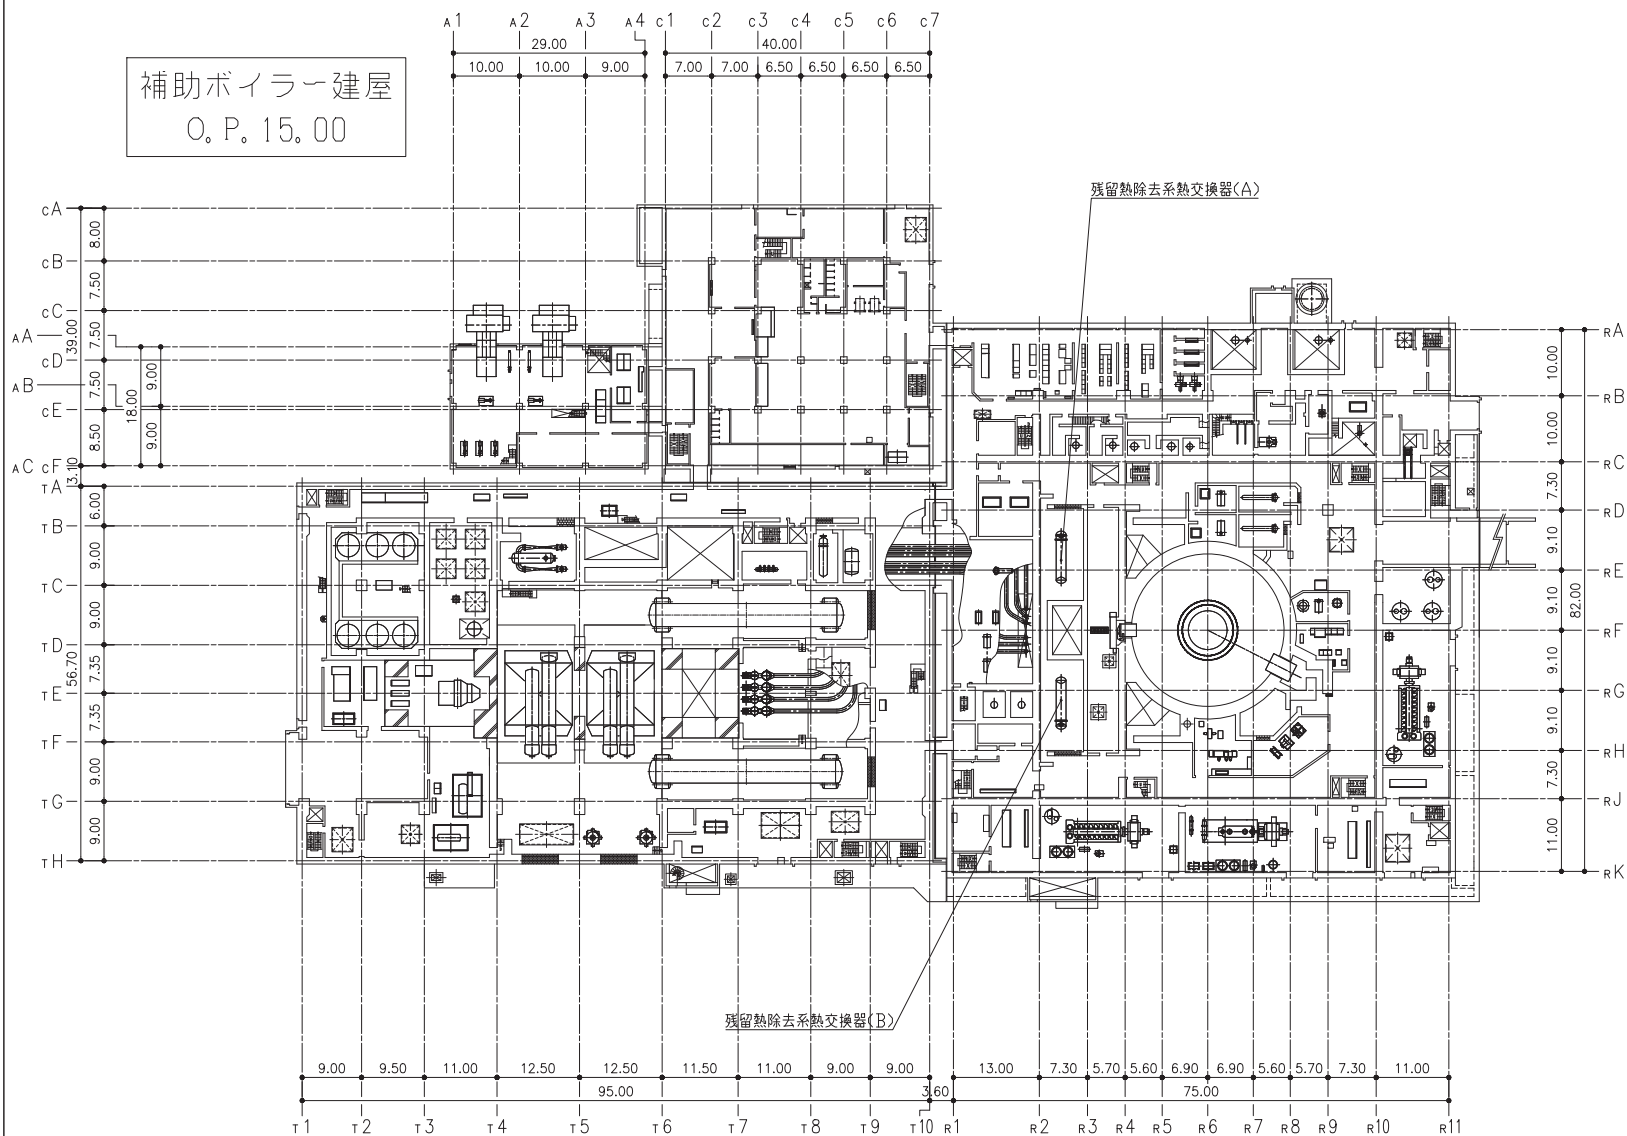 A1 A2 A3 A4 C1 C2 C3 C4 C5 C6 C7
29.00 40.00
10.00 10.00 9.00 7.00 7.00 6.50 6.50 6.50 6.50
補助ボイラー建屋
O.P.15.00
残留熱除去系熱交換器(A)
CA
8.00
CB
7.50
CC
AA
39.00
7.50
CD
AB
7.50
CE
8.50
AC CF
3.10
18.00
9.00
9.00
TA
6.00
TB
9.00
TC
9.00
TD
56.70
7.35
TE
7.35
TF
9.00
TG
9.00
TH
RA
10.00
RB
10.00
RC
7.30
RD
9.10
RE
82.00
9.10
RF
9.10
RG
9.10
RH
7.30
RJ
11.00
RK
残留熱除去系熱交換器(B)
9.00 9.50 11.00 12.50 12.50 11.50 11.00 9.00 9.00 13.00 7.30 5.70 5.60 6.90 6.90 5.60 5.70 7.30 11.00
95.00 3.60 75.00
T1 T2 T3 T4 T5 T6 T7 T8 T9 T10 R1 R2 R3 R4 R5 R6 R7 R8 R9 R10 R11